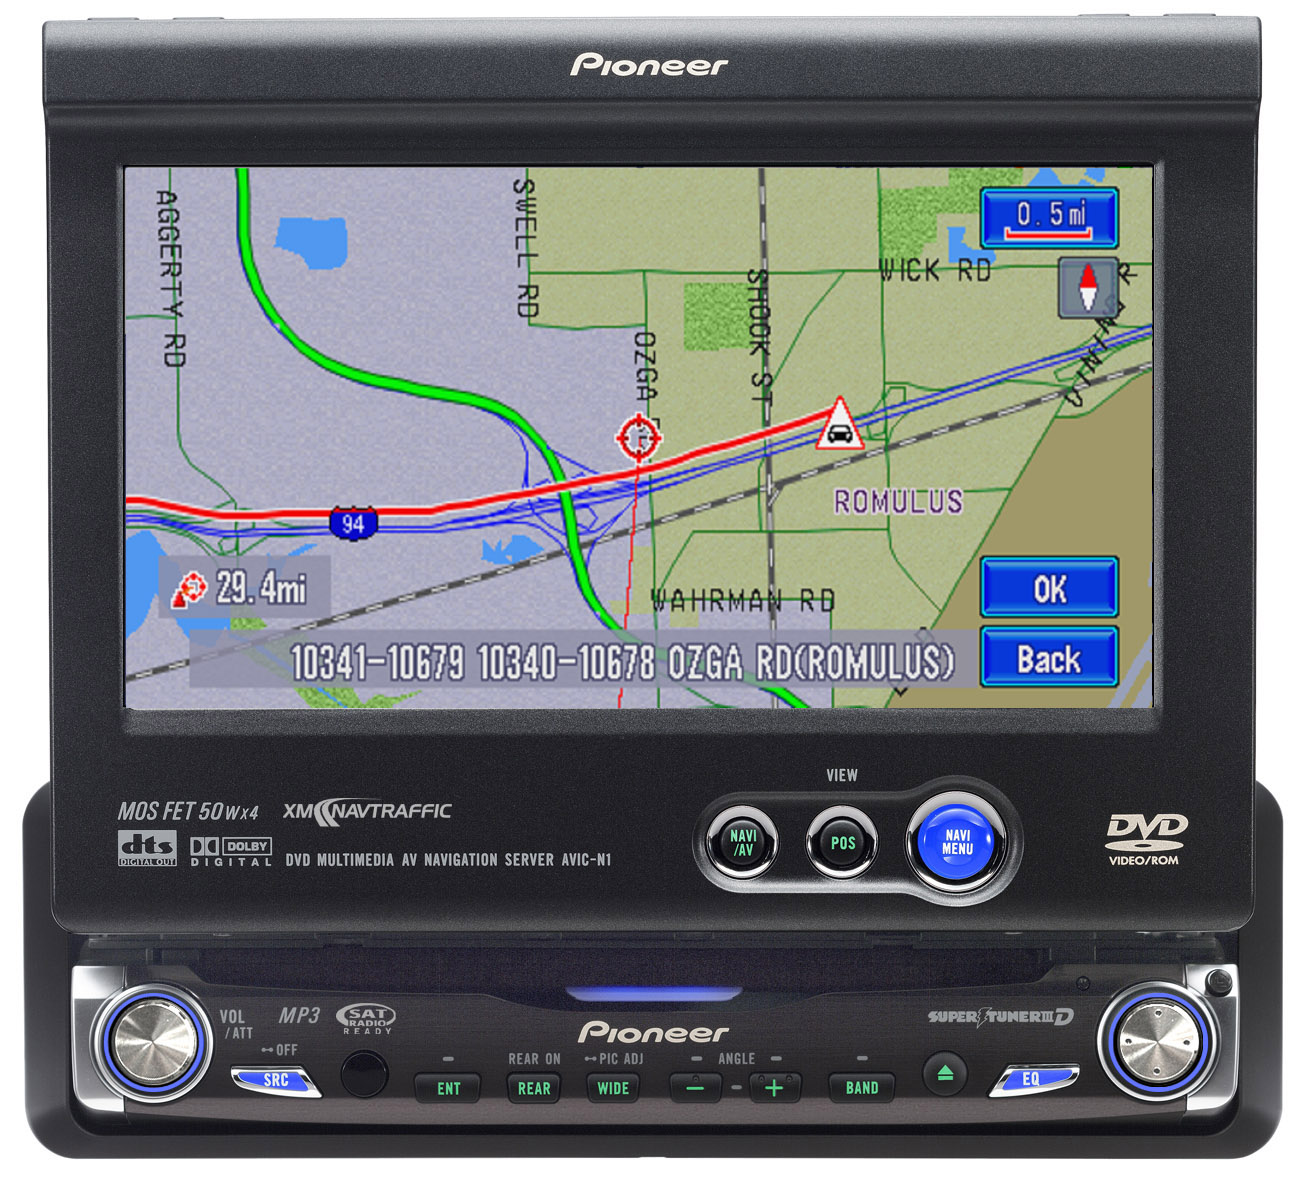 Pioneer
AGGERTY RD
SWELL RD
OZGA
SHOOK ST
WICK RD
0.5mi
94
ROMULUS
29.4mi
WAHRMAN RD
OK
10341-10679 10340-10678 OZGA RD(ROMULUS)
Back
VIEW
MOS FET 50W×4
XM NAVTRAFFIC
NAVI/AV
POS
NAVI MENU
DVD
VIDEO/ROM
dts
DIGITAL OUT
DOLBY
DIGITAL
DVD MULTIMEDIA AV NAVIGATION SERVER AVIC-N1
VOL
/ATT
MP3
SAT
RADIO
READY
Pioneer
SUPER TUNER III D
OFF
REAR ON
PIC ADJ
ANGLE
SRC
ENT
REAR
WIDE
−
+
BAND
EQ